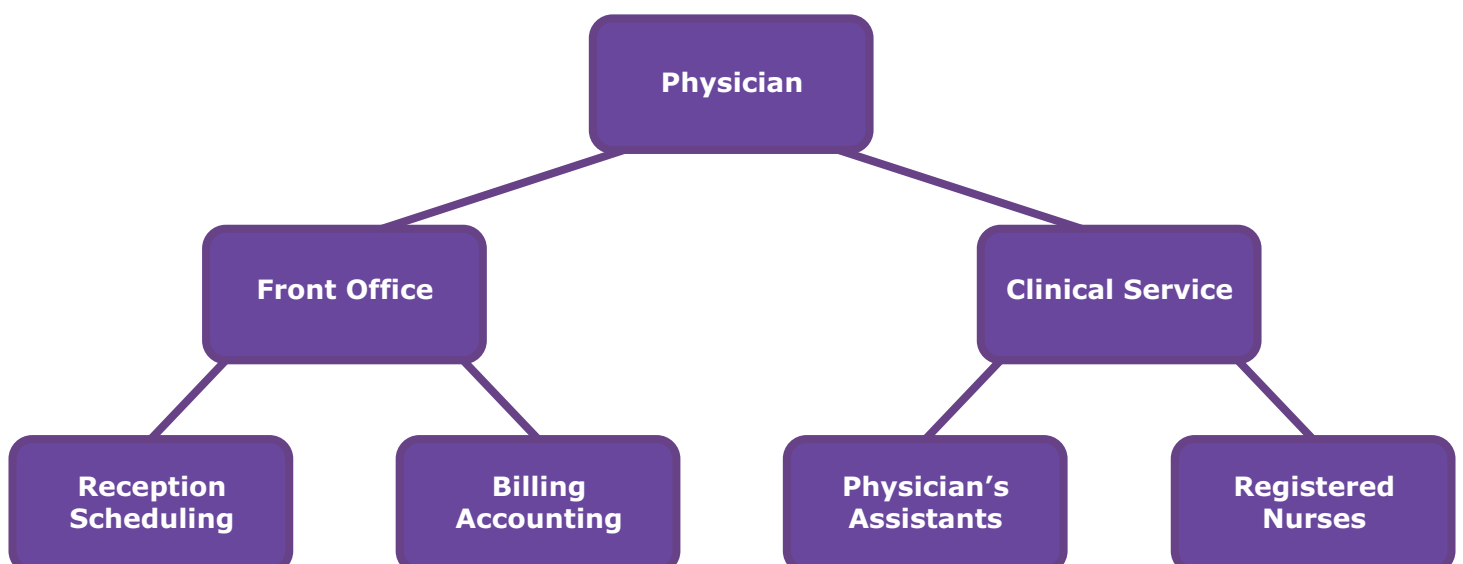 Physician
Front Office
Clinical Service
Reception
Scheduling
Billing
Accounting
Physician’s
Assistants
Registered
Nurses